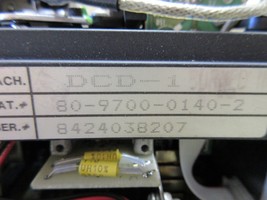 ACH. DCD-1
AT.# 80-9700-0140-2
ER.# 8424038207